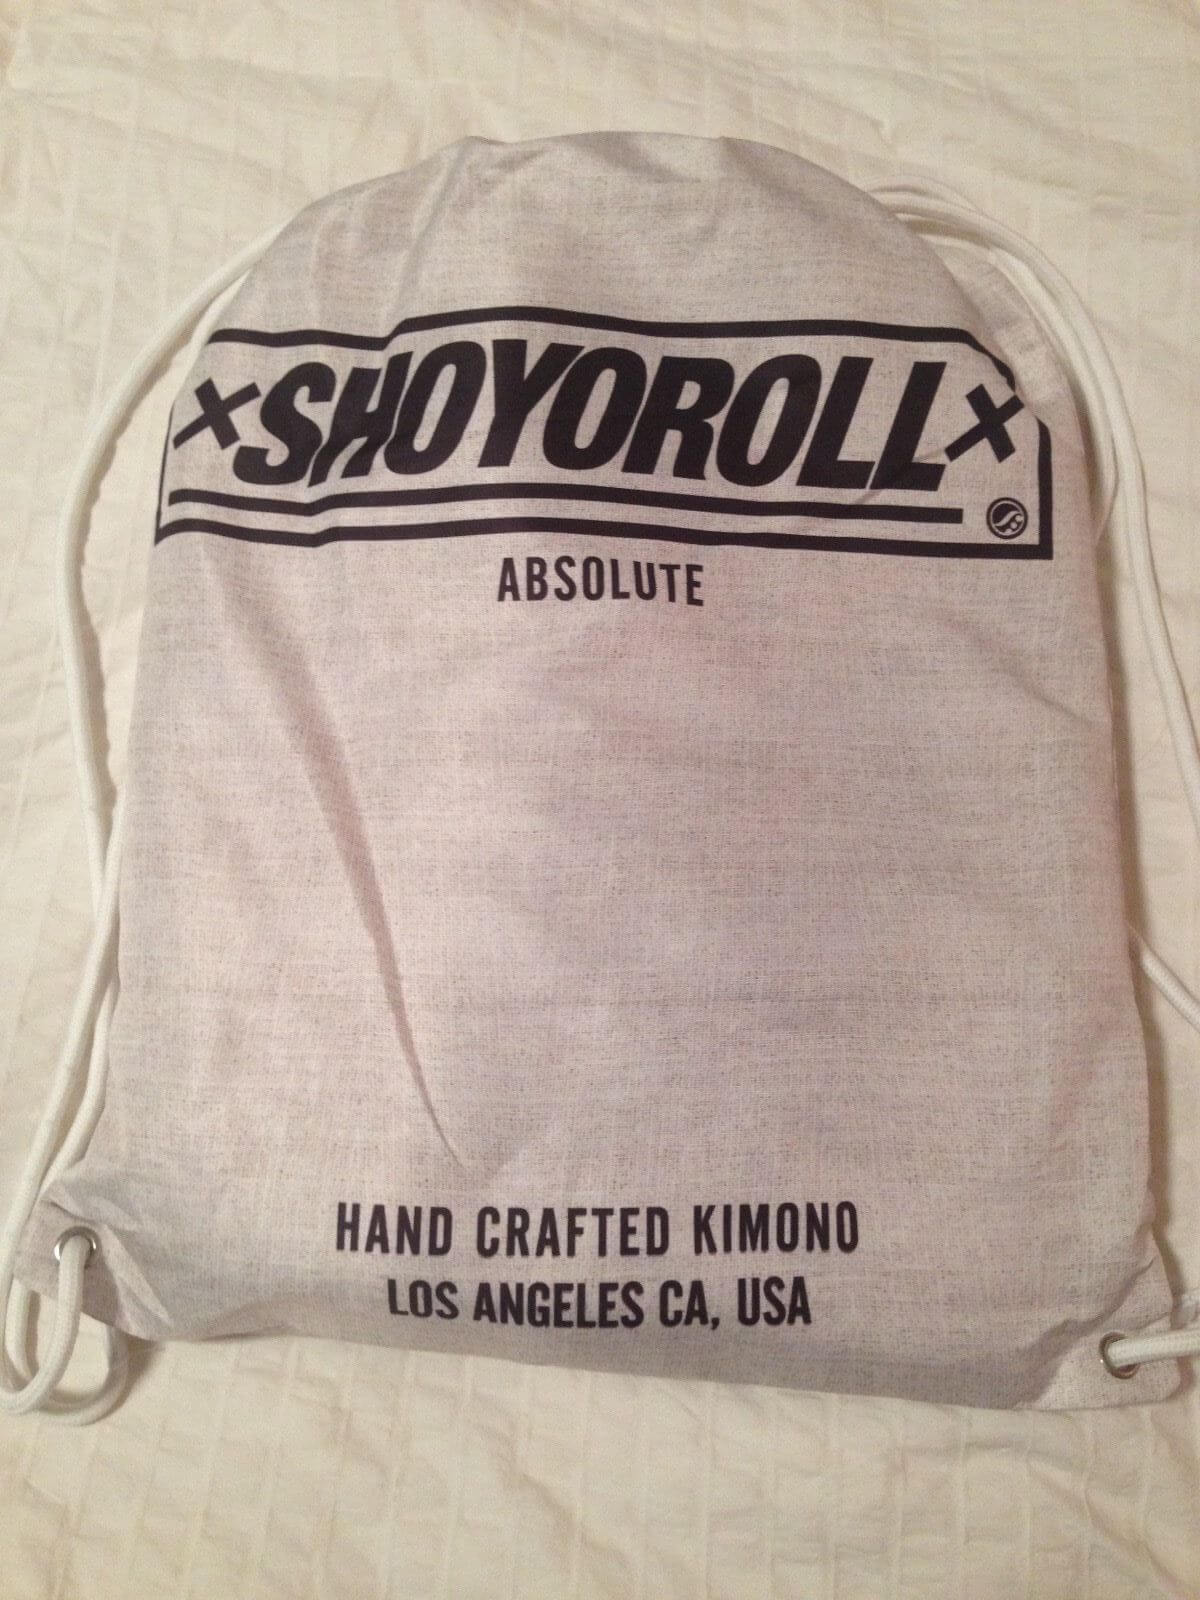 ×SHOYOROLL×
ABSOLUTE
HAND CRAFTED KIMONO
LOS ANGELES CA, USA